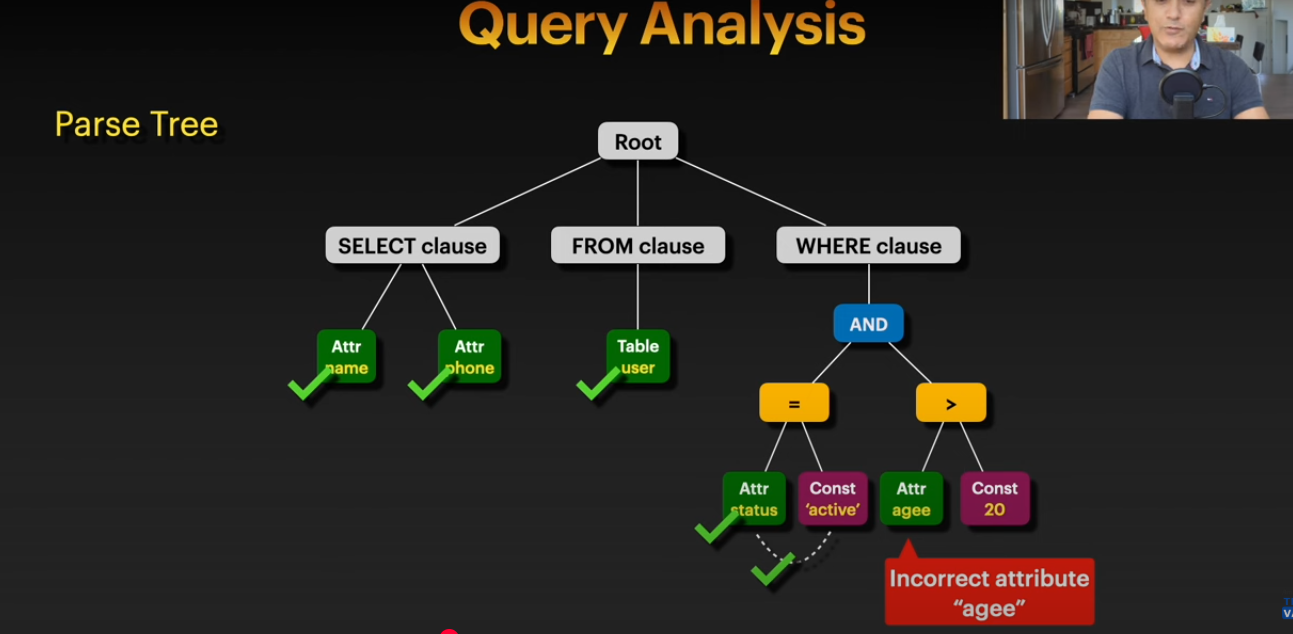 Query Analysis
Parse Tree
Root
SELECT clause
FROM clause
WHERE clause
AND
Attr
name
Attr
phone
Table
user
=
>
Attr
status
Const
‘active’
Attr
agee
Const
20
Incorrect attribute
“agee”